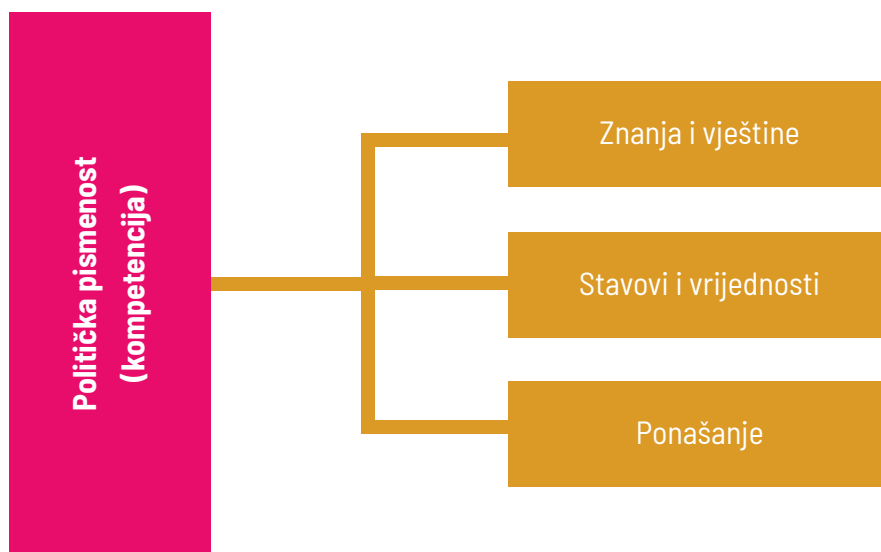 Politička pismenost
(kompetencija)
Znanja i vještine
Stavovi i vrijednosti
Ponašanje